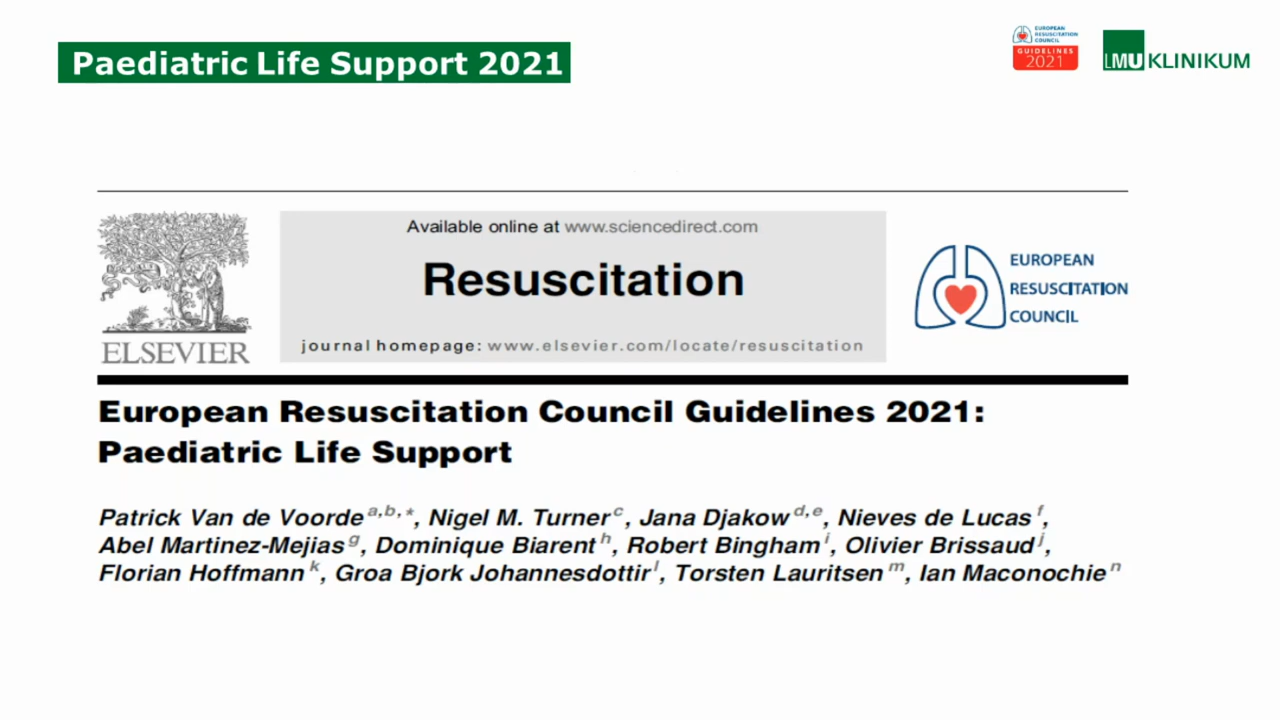 Paediatric Life Support 2021
EUROPEAN
RESUSCITATION
COUNCIL
GUIDELINES
2021
LMU KLINIKUM
Available online at www.sciencedirect.com
Resuscitation
journal homepage: www.elsevier.com/locate/resuscitation
ELSEVIER
EUROPEAN
RESUSCITATION
COUNCIL
European Resuscitation Council Guidelines 2021:
Paediatric Life Support
Patrick Van de Voorde a,b,*, Nigel M. Turner c, Jana Djakow d,e, Nieves de Lucas f,
Abel Martinez-Mejias g, Dominique Biarent h, Robert Bingham i, Olivier Brissaud j,
Florian Hoffmann k, Groa Bjork Johannesdottir l, Torsten Lauritsen m, Ian Maconochie n